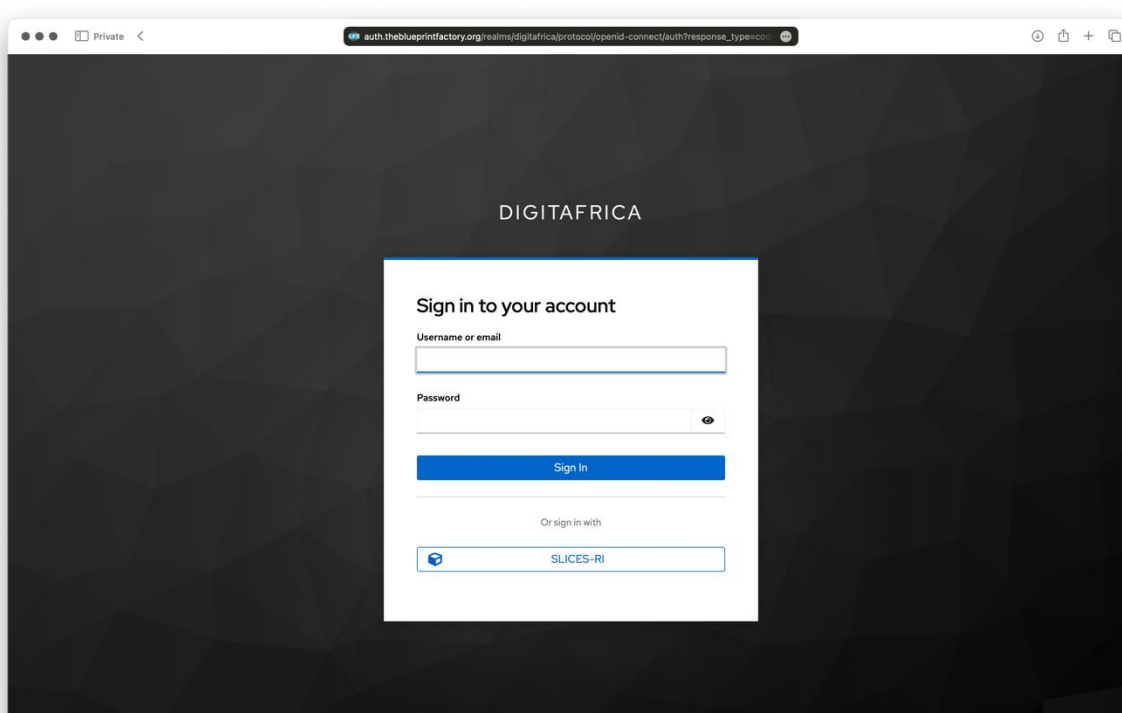 Private
auth.theblueprintfactory.org/realms/digitafrica/protocol/openid-connect/auth?response_type=cod
DIGITAFRICA
Sign in to your account
Username or email
Password
Sign In
Or sign in with
SLICES-RI